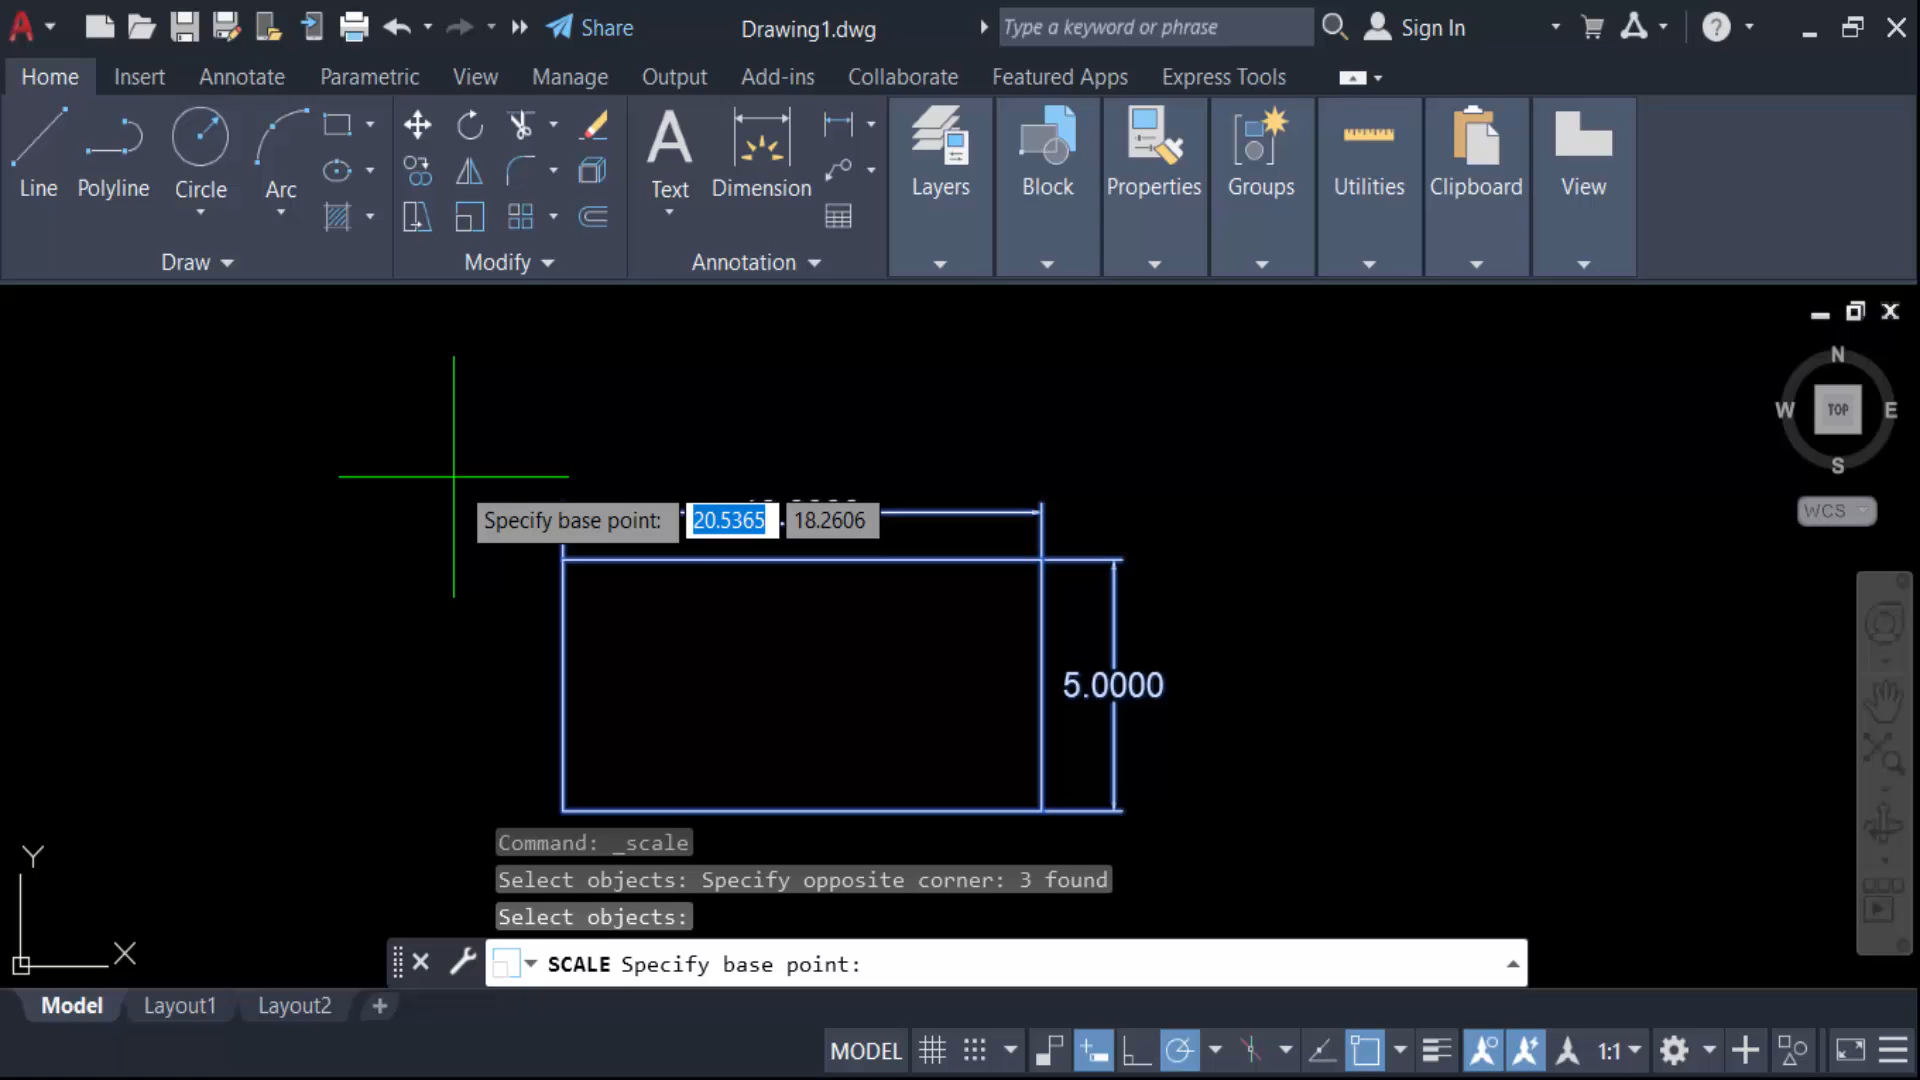 Share
Drawing1.dwg
Type a keyword or phrase
Sign In
Home
Insert
Annotate
Parametric
View
Manage
Output
Add-ins
Collaborate
Featured Apps
Express Tools
Line
Polyline
Circle
Arc
Text
Dimension
Layers
Block
Properties
Groups
Utilities
Clipboard
View
Draw
Modify
Annotation
N
W
TOP
E
S
WCS
Specify base point: 20.5365 18.2606
5.0000
Command: _scale
Select objects: Specify opposite corner: 3 found
Select objects:
Y
X
SCALE Specify base point:
Model
Layout1
Layout2
MODEL
1:1